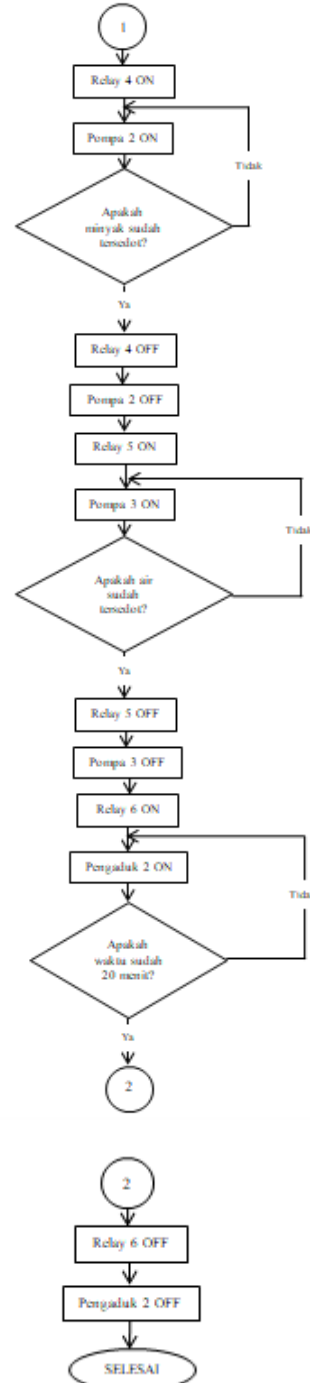 1
Relay 4 ON
Pompa 2 ON
Tidak
Apakah
minyak sudah
tersedot?
Ya
Relay 4 OFF
Pompa 2 OFF
Relay 5 ON
Pompa 3 ON
Tidak
Apakah air
sudah
tersedot?
Ya
Relay 5 OFF
Pompa 3 OFF
Relay 6 ON
Pengaduk 2 ON
Tida
Apakah
waktu sudah
20 menit?
Ya
2
2
Relay 6 OFF
Pengaduk 2 OFF
SELESAI